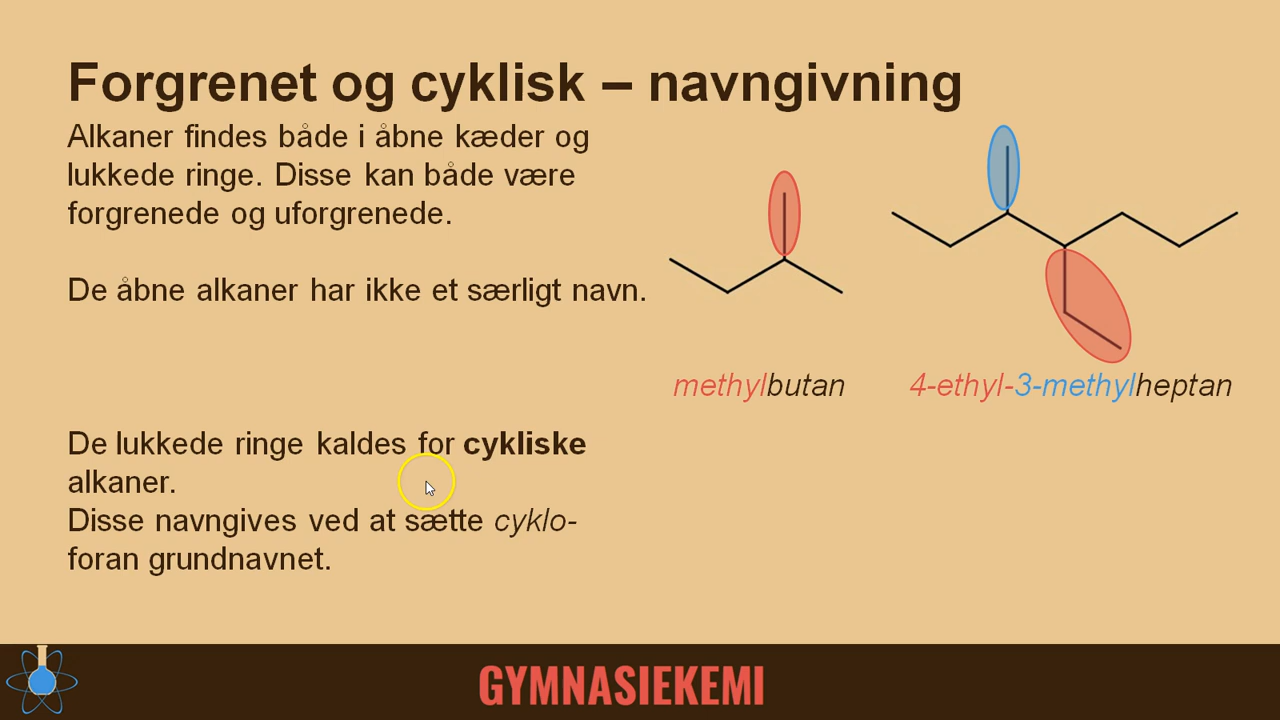 Forgrenet og cyklisk – navngivning
Alkaner findes både i åbne kæder og
lukkede ringe. Disse kan både være
forgrenede og uforgrenede.
De åbne alkaner har ikke et særligt navn.
methylbutan
4-ethyl-3-methylheptan
De lukkede ringe kaldes for cykliske
alkaner.
Disse navngives ved at sætte cyklo-
foran grundnavnet.
GYMNASIEKEMI